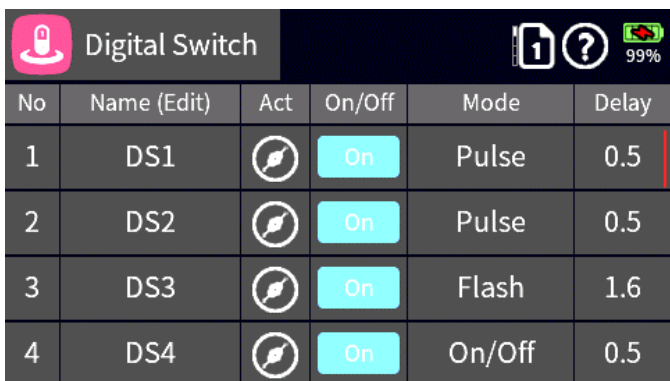 Digital Switch 1 ? 99%
No Name (Edit) Act On/Off Mode Delay
1 DS1 On Pulse 0.5
2 DS2 On Pulse 0.5
3 DS3 On Flash 1.6
4 DS4 On On/Off 0.5